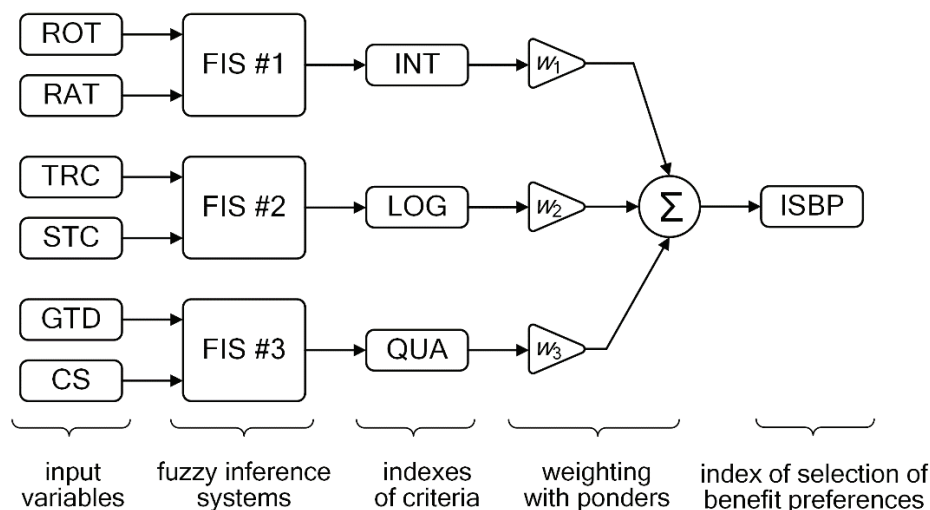 ROT
RAT
FIS #1
INT
w1
TRC
STC
FIS #2
LOG
w2
Σ
ISBP
GTD
CS
FIS #3
QUA
w3
input
variables
fuzzy inference
systems
indexes
of criteria
weighting
with ponders
index of selection of
benefit preferences